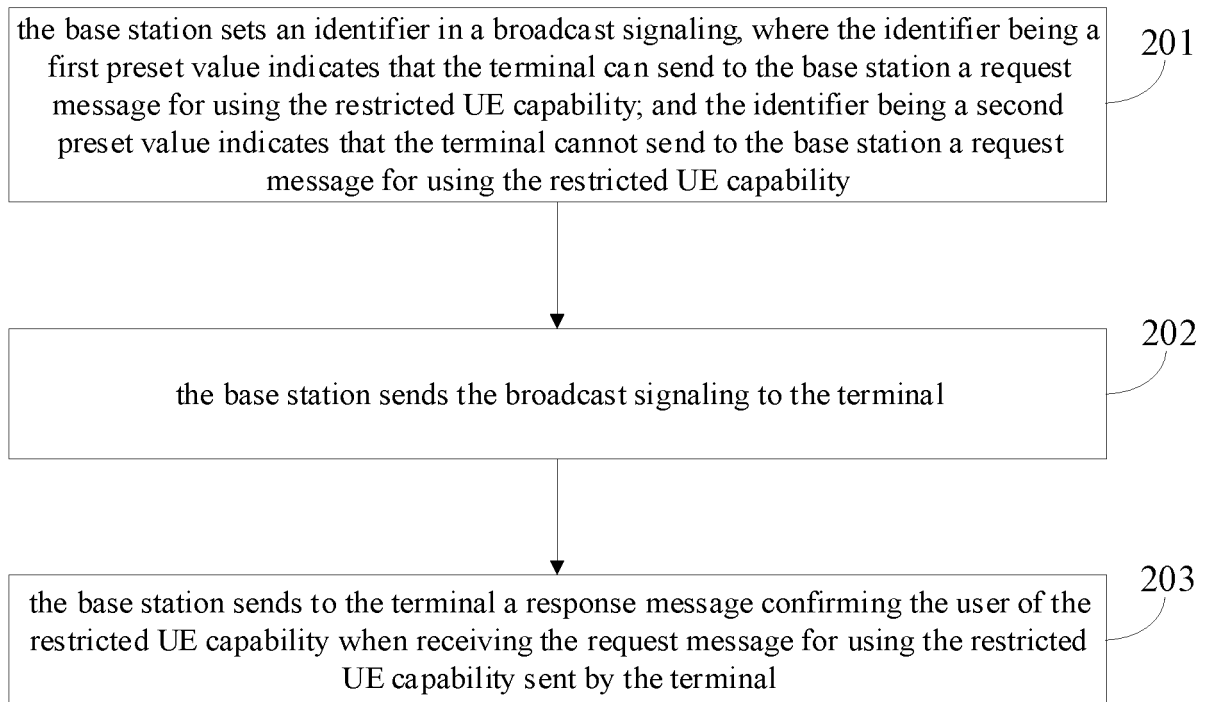 the base station sets an identifier in a broadcast signaling, where the identifier being a
first preset value indicates that the terminal can send to the base station a request
message for using the restricted UE capability; and the identifier being a second
preset value indicates that the terminal cannot send to the base station a request
message for using the restricted UE capability
201
the base station sends the broadcast signaling to the terminal
202
the base station sends to the terminal a response message confirming the user of the
restricted UE capability when receiving the request message for using the restricted
UE capability sent by the terminal
203